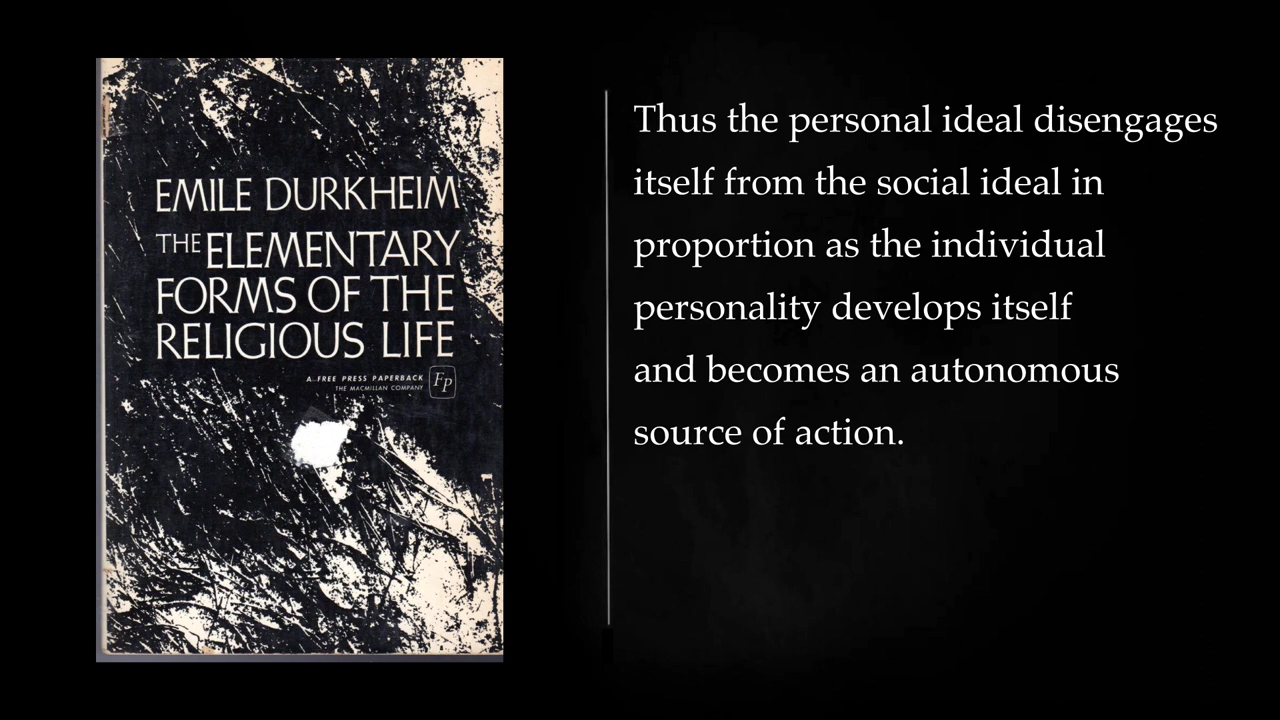 EMILE DURKHEIM
THE ELEMENTARY
FORMS OF THE
RELIGIOUS LIFE
A FREE PRESS PAPERBACK
THE MACMILLAN COMPANY
Fp
Thus the personal ideal disengages
itself from the social ideal in
proportion as the individual
personality develops itself
and becomes an autonomous
source of action.